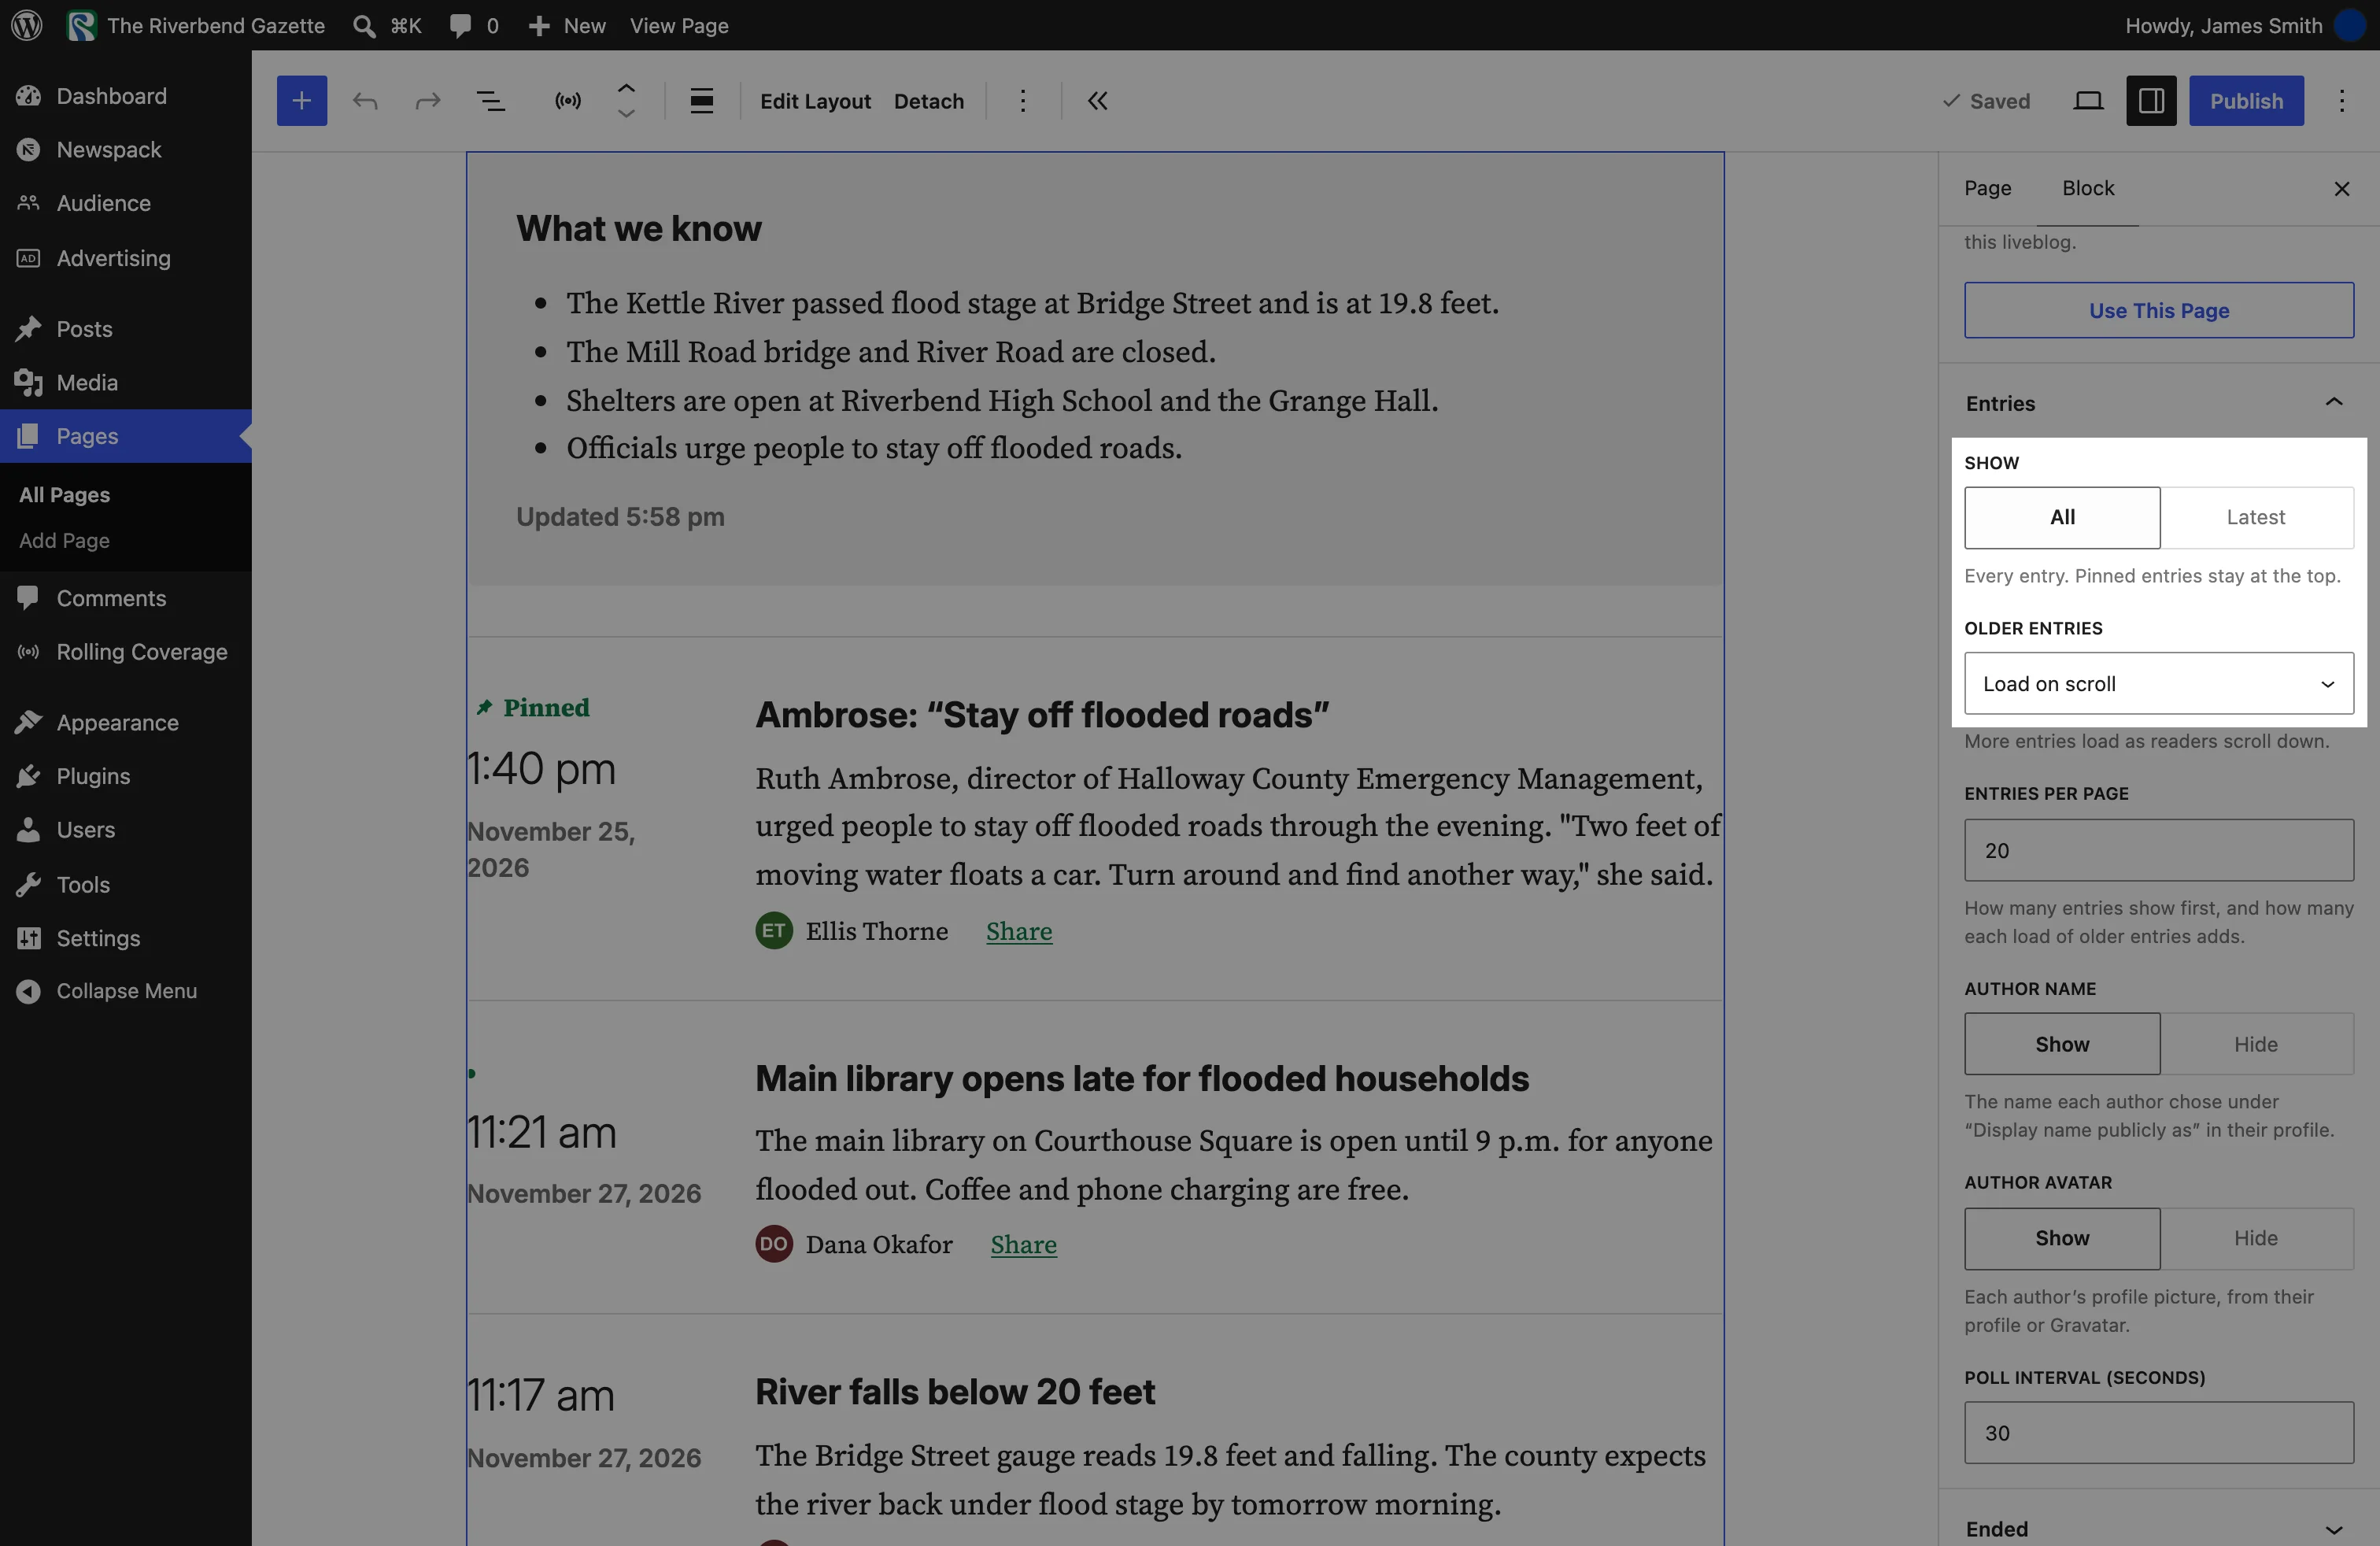 The Riverbend Gazette
⌘K
0
New
View Page
Howdy, James Smith
Dashboard
Newspack
Audience
AD
Advertising
Posts
Media
Pages
All Pages
Add Page
Comments
Rolling Coverage
Appearance
Plugins
Users
Tools
Settings
Collapse Menu
Edit Layout
Detach
Saved
Publish
What we know
The Kettle River passed flood stage at Bridge Street and is at 19.8 feet.
The Mill Road bridge and River Road are closed.
Shelters are open at Riverbend High School and the Grange Hall.
Officials urge people to stay off flooded roads.
Updated 5:58 pm
Pinned
1:40 pm
November 25,
2026
Ambrose: “Stay off flooded roads”
Ruth Ambrose, director of Halloway County Emergency Management,
urged people to stay off flooded roads through the evening. "Two feet of
moving water floats a car. Turn around and find another way," she said.
ET
Ellis Thorne
Share
11:21 am
November 27, 2026
Main library opens late for flooded households
The main library on Courthouse Square is open until 9 p.m. for anyone
flooded out. Coffee and phone charging are free.
DO
Dana Okafor
Share
11:17 am
November 27, 2026
River falls below 20 feet
The Bridge Street gauge reads 19.8 feet and falling. The county expects
the river back under flood stage by tomorrow morning.
Page
Block
this liveblog.
Use This Page
Entries
SHOW
All
Latest
Every entry. Pinned entries stay at the top.
OLDER ENTRIES
Load on scroll
More entries load as readers scroll down.
ENTRIES PER PAGE
20
How many entries show first, and how many
each load of older entries adds.
AUTHOR NAME
Show
Hide
The name each author chose under
“Display name publicly as” in their profile.
AUTHOR AVATAR
Show
Hide
Each author’s profile picture, from their
profile or Gravatar.
POLL INTERVAL (SECONDS)
30
Ended